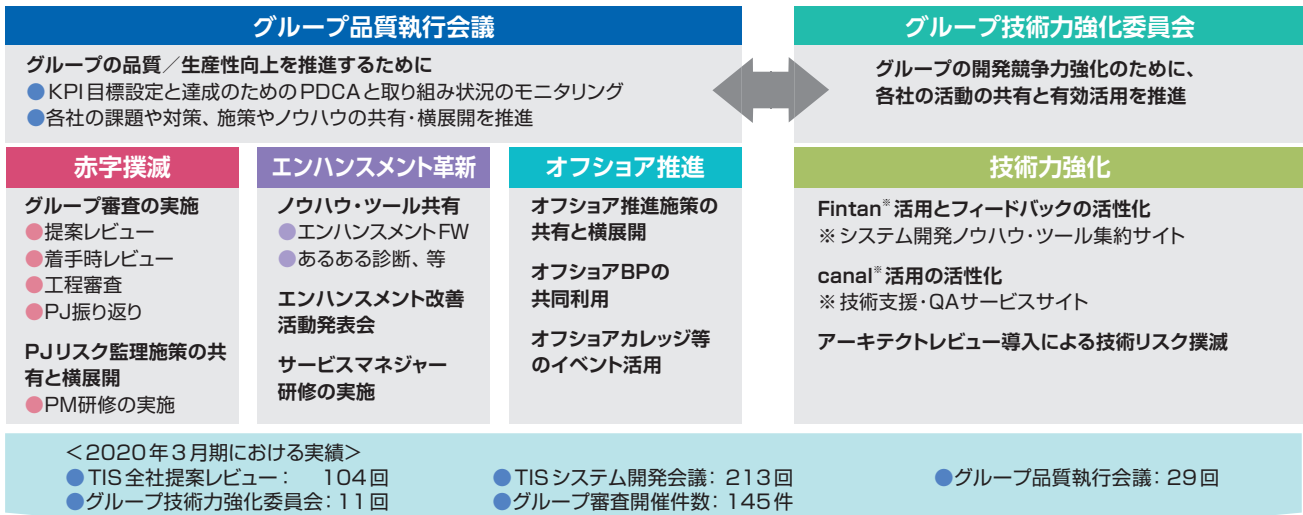 グループ品質執行会議
グループの品質／生産性向上を推進するために
●KPI目標設定と達成のためのPDCAと取り組み状況のモニタリング
●各社の課題や対策、施策やノウハウの共有・横展開を推進
グループ技術力強化委員会
グループの開発競争力強化のために、
各社の活動の共有と有効活用を推進
赤字撲滅
グループ審査の実施
●提案レビュー
●着手時レビュー
●工程審査
●PJ振り返り
PJリスク監理施策の共
有と横展開
●PM研修の実施
エンハンスメント革新
ノウハウ・ツール共有
●エンハンスメントFW
●あるある診断、等
エンハンスメント改善
活動発表会
サービスマネジャー
研修の実施
オフショア推進
オフショア推進施策の
共有と横展開
オフショアBPの
共同利用
オフショアカレッジ等
のイベント活用
技術力強化
Fintan※活用とフィードバックの活性化
※システム開発ノウハウ・ツール集約サイト
canal※活用の活性化
※技術支援・QAサービスサイト
アーキテクトレビュー導入による技術リスク撲滅
＜2020年3月期における実績＞
●TIS全社提案レビュー： 104回
●TISシステム開発会議：213回
●グループ品質執行会議：29回
●グループ技術力強化委員会：11回
●グループ審査開催件数：145件